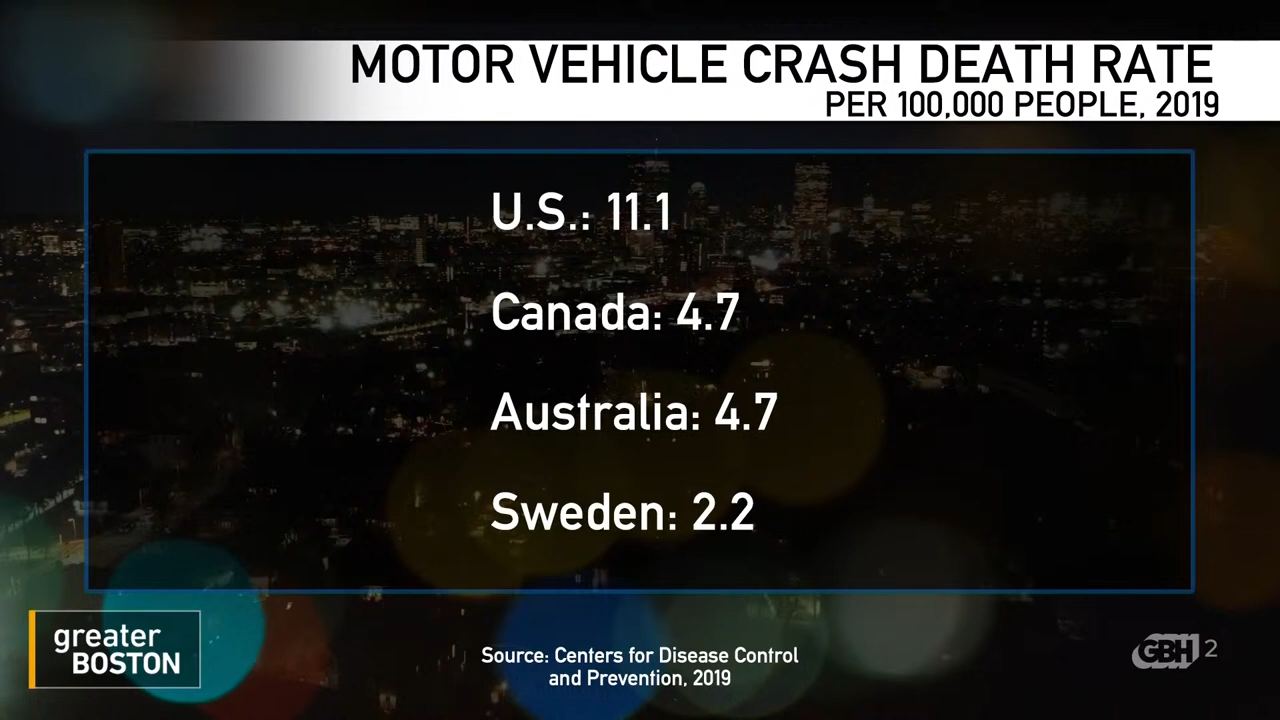 MOTOR VEHICLE CRASH DEATH RATE
PER 100,000 PEOPLE, 2019
U.S.: 11.1
Canada: 4.7
Australia: 4.7
Sweden: 2.2
greater
BOSTON
Source: Centers for Disease Control
and Prevention, 2019
GBH 2